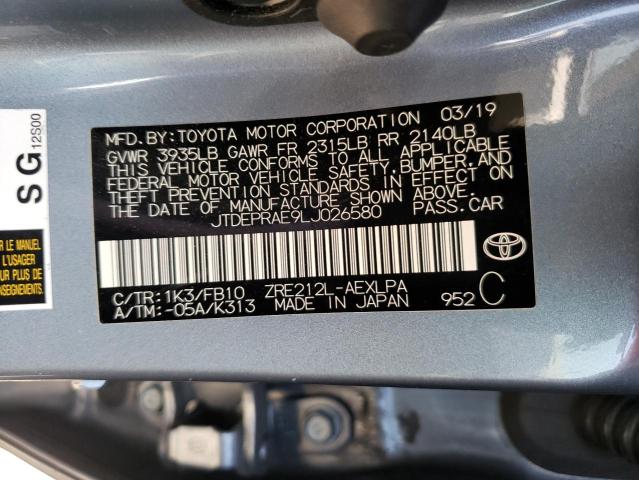 MFD. BY: TOYOTA MOTOR CORPORATION 03/19
GVWR 3935LB GAWR FR 2315LB RR 2140LB
THIS VEHICLE CONFORMS TO ALL APPLICABLE
FEDERAL MOTOR VEHICLE SAFETY, BUMPER, AND
THEFT PREVENTION STANDARDS IN EFFECT ON
THE DATE OF MANUFACTURE SHOWN ABOVE.
JTDEPRAE9LJ026580 PASS. CAR
C/TR: 1K3/FB10 ZRE212L-AEXLPA
A/TM: -05A/K313 MADE IN JAPAN 952 C
SG 12S00
R LE MANUEL
L'USAGER
POUR PLUS
DE DÉTAILS